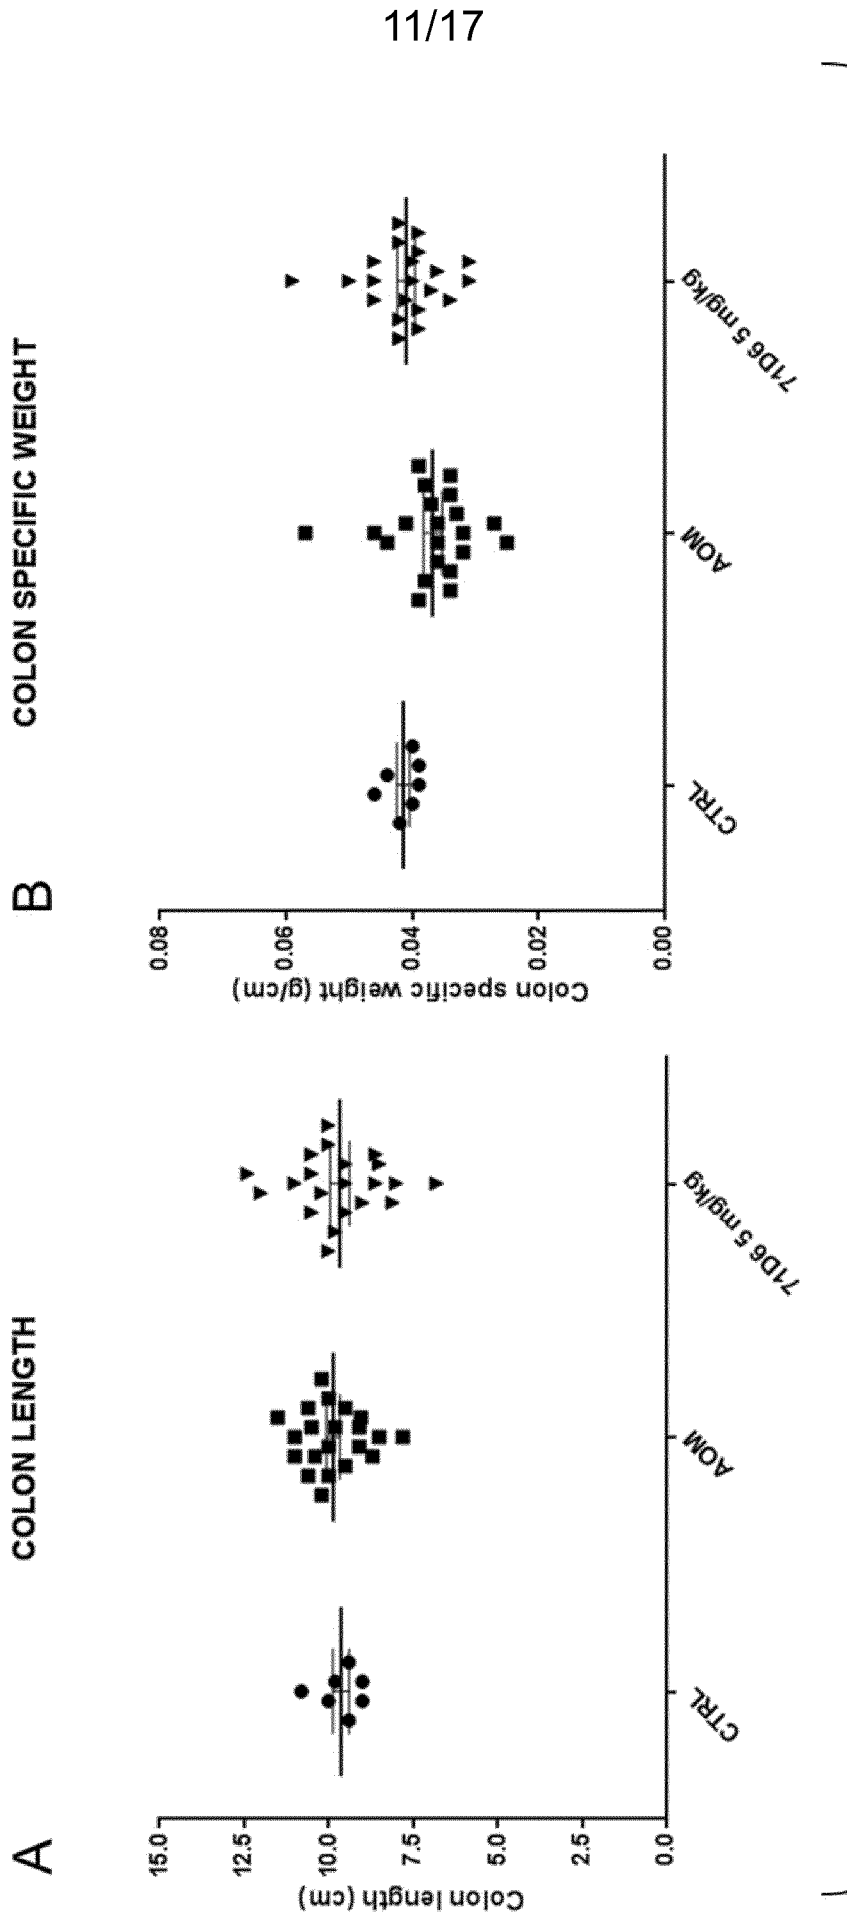 11/17
A
COLON LENGTH
Colon length (cm)
15.0
12.5
10.0
7.5
5.0
2.5
0.0
CTRL
AOM
71D6 5 mg/kg
B
COLON SPECIFIC WEIGHT
Colon specific weight (g/cm)
0.08
0.06
0.04
0.02
0.00
CTRL
AOM
71D6 5 mg/kg